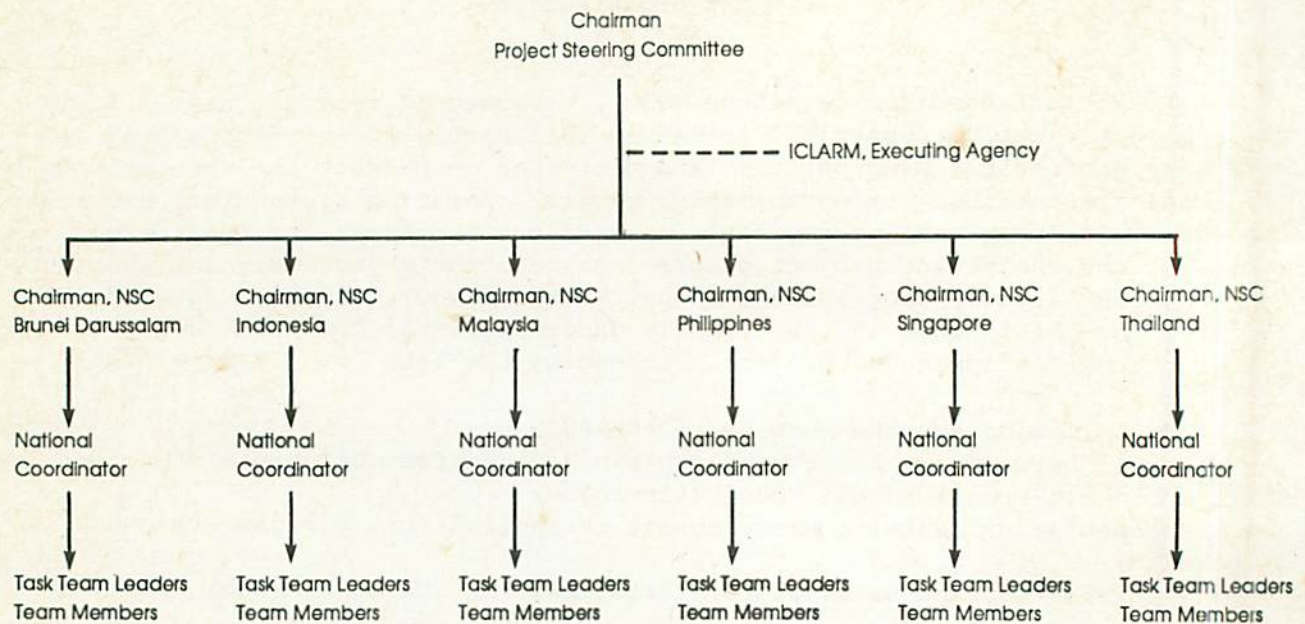 Chairman
Project Steering Committee
ICLARM, Executing Agency
Chairman, NSC
Brunei Darussalam
Chairman, NSC
Indonesia
Chairman, NSC
Malaysia
Chairman, NSC
Philippines
Chairman, NSC
Singapore
Chairman, NSC
Thailand
National
Coordinator
National
Coordinator
National
Coordinator
National
Coordinator
National
Coordinator
National
Coordinator
Task Team Leaders
Team Members
Task Team Leaders
Team Members
Task Team Leaders
Team Members
Task Team Leaders
Team Members
Task Team Leaders
Team Members
Task Team Leaders
Team Members